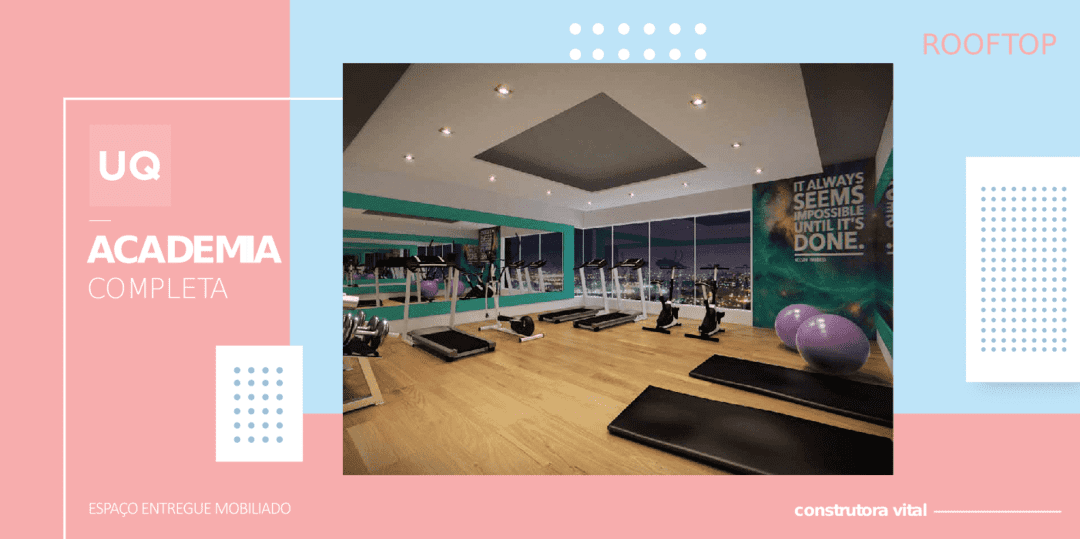 ROOFTOP
UQ
ACADEMIA
COMPLETA
IT ALWAYS
SEEMS
IMPOSSIBLE
UNTIL IT'S
DONE.
ESPAÇO ENTREGUE MOBILIADO
construtora vital